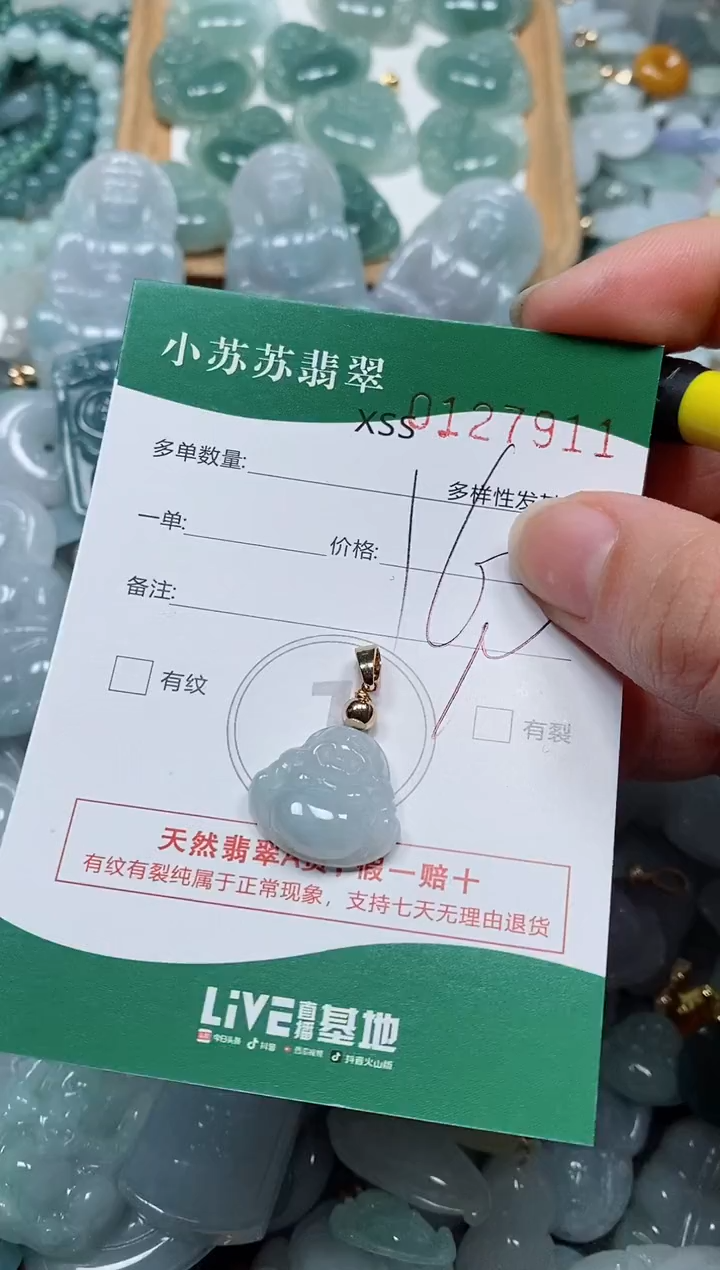 小苏苏翡翠
XSS0127911
多单数量:
多样性发
一单:
价格:
备注:
有纹
有裂
天然翡翠A货 假一赔十
有纹有裂纯属于正常现象，支持七天无理由退货
LiVE直播基地
今日头条 抖音 西瓜视频 抖音火山版